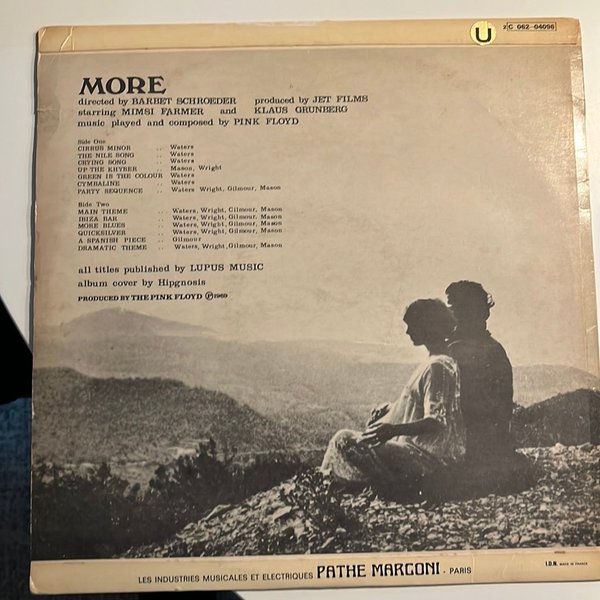 U
2C 062-04096
MORE
directed by BARBET SCHROEDER produced by JET FILMS
starring MIMSI FARMER and KLAUS GRUNBERG
music played and composed by PINK FLOYD
Side One
CIRRUS MINOR .. Waters
THE NILE SONG .. Waters
CRYING SONG .. Waters
UP THE KHYBER .. Mason, Wright
GREEN IS THE COLOUR Waters
CYMBALINE .. Waters
PARTY SEQUENCE .. Waters Wright, Gilmour, Mason
Side Two
MAIN THEME .. Waters, Wright, Gilmour, Mason
IBIZA BAR .. Waters, Wright, Gilmour, Mason
MORE BLUES .. Waters, Wright, Gilmour, Mason
QUICKSILVER .. Waters, Wright, Gilmour, Mason
A SPANISH PIECE .. Gilmour
DRAMATIC THEME .. Waters, Wright, Gilmour, Mason
all titles published by LUPUS MUSIC
album cover by Hipgnosis
PRODUCED BY THE PINK FLOYD ℗1969
LES INDUSTRIES MUSICALES ET ELECTRIQUES PATHE MARCONI - PARIS
I.D.N. MADE IN FRANCE